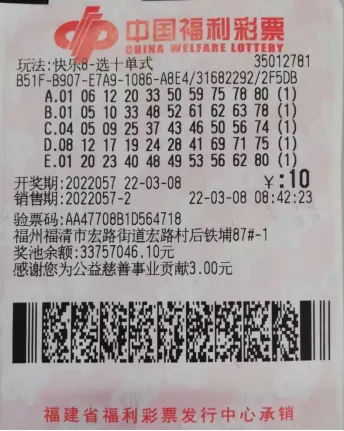 中国福利彩票
CHINA WELFARE LOTTERY
玩法:快乐8-选十单式 35012781
B51F-B907-E7A9-1086-A8E4/31682292/2F5DB
A.01 06 12 20 33 50 59 75 78 80 (1)
B.01 05 10 33 48 52 61 62 63 78 (1)
C.04 05 09 25 37 43 46 50 56 74 (1)
D.08 12 17 19 24 28 41 69 71 75 (1)
E.01 20 23 40 48 49 53 56 62 80 (1)
开奖期:2022057 22-03-08 ¥:10
销售期:2022057-2 22-03-08 08:42:23
验票码:AA47708B1D564718
福州福清市宏路街道宏路村后铁埔87#-1
奖池余额:33757046.10元
感谢您为公益慈善事业贡献3.00元
福建省福利彩票发行中心承销